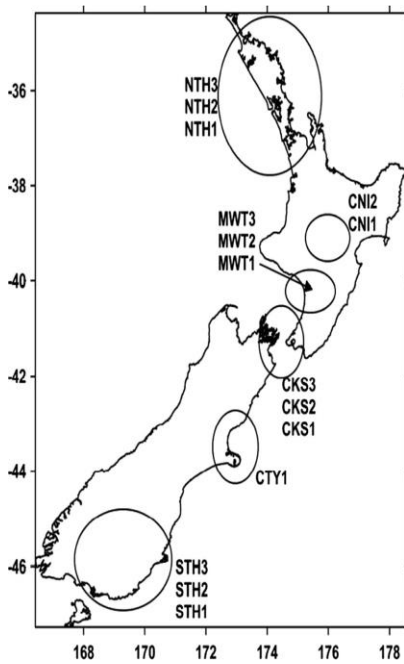 -36
-38
-40
-42
-44
-46
NTH3
NTH2
NTH1
CNI2
CNI1
MWT3
MWT2
MWT1
CKS3
CKS2
CKS1
CTY1
STH3
STH2
STH1
168 170 172 174 176 178